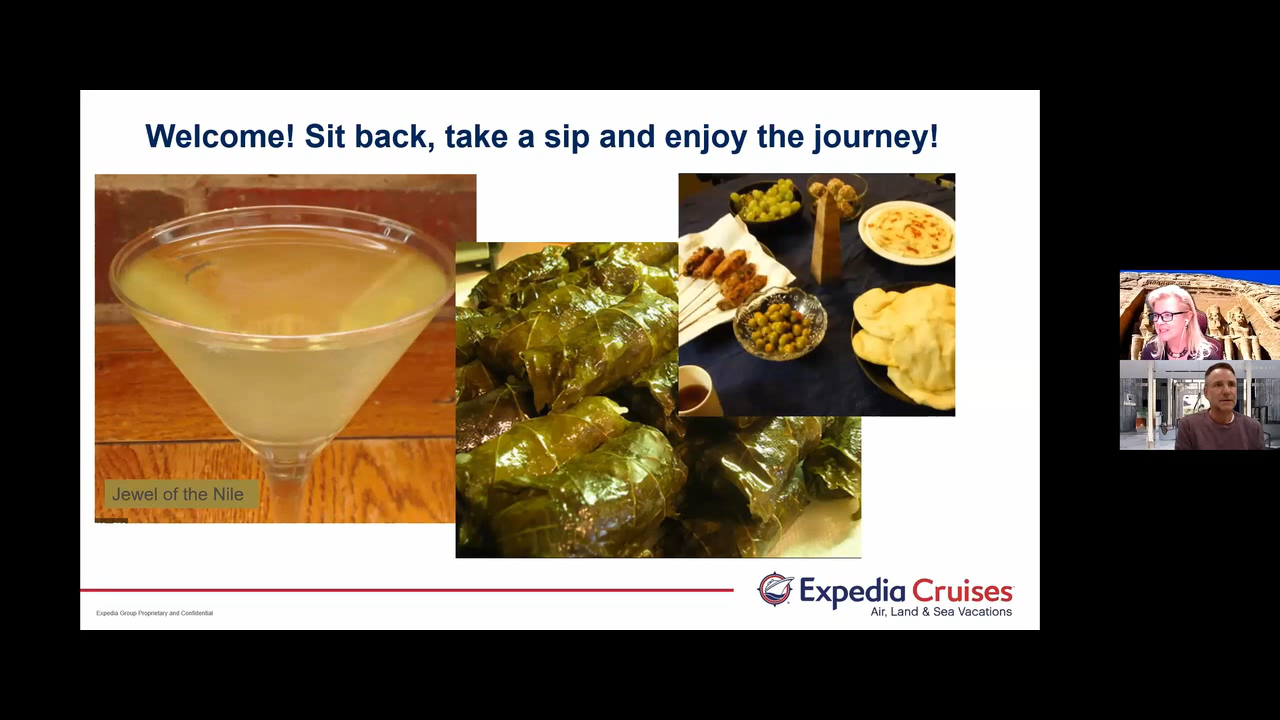 Welcome! Sit back, take a sip and enjoy the journey!
Jewel of the Nile
Expedia Cruises
Air, Land & Sea Vacations
Expedia Group Proprietary and Confidential